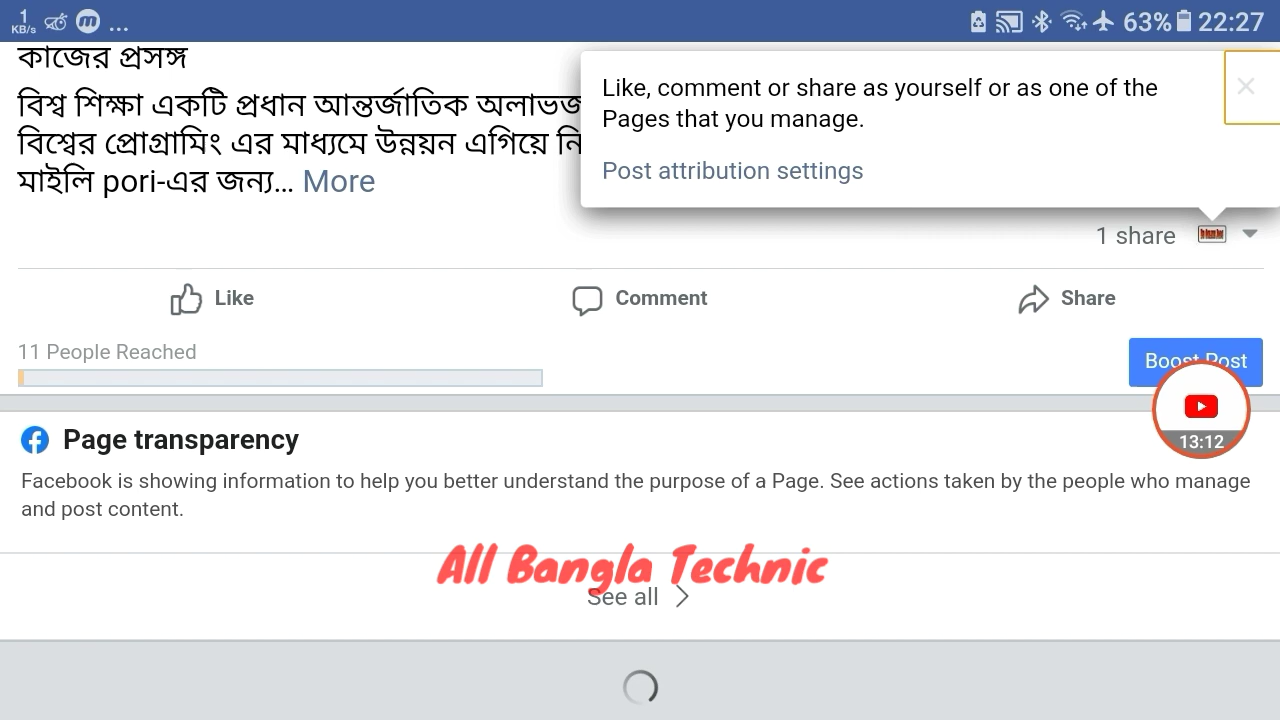 1
KB/s
...
63%
22:27
কাজের প্রসঙ্গ
বিশ্ব শিক্ষা একটি প্রধান আন্তর্জাতিক অলাভজ
বিশ্বের প্রোগ্রামিং এর মাধ্যমে উন্নয়ন এগিয়ে নি
মাইলি pori-এর জন্য... More
Like, comment or share as yourself or as one of the
Pages that you manage.
Post attribution settings
1 share
Like
Comment
Share
11 People Reached
Boost Post
13:12
Page transparency
Facebook is showing information to help you better understand the purpose of a Page. See actions taken by the people who manage
and post content.
All Bangla Technic
See all